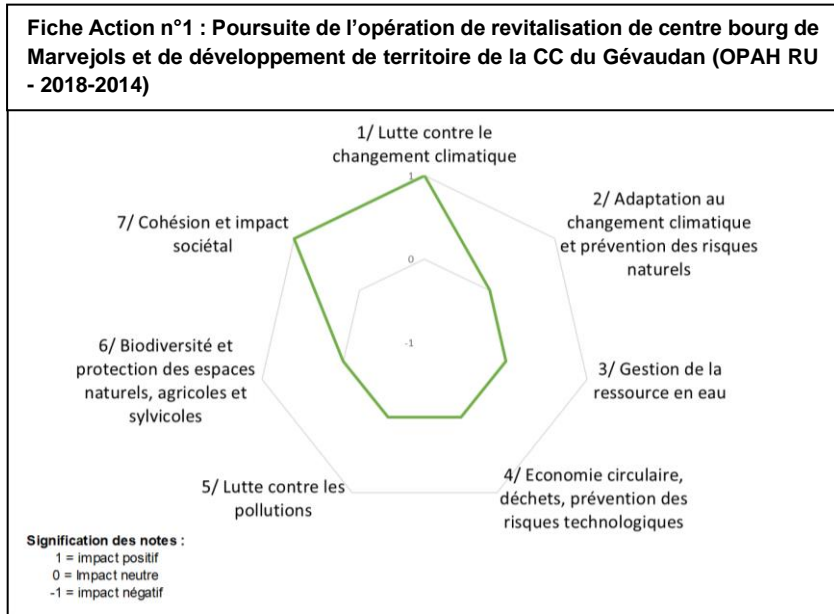 Fiche Action n°1 : Poursuite de l’opération de revitalisation de centre bourg de
Marvejols et de développement de territoire de la CC du Gévaudan (OPAH RU
- 2018-2014)
1/ Lutte contre le
changement climatique
1
2/ Adaptation au
changement climatique
et prévention des risques
naturels
7/ Cohésion et impact
sociétal
0
-1
6/ Biodiversité et
protection des espaces
naturels, agricoles et
sylvicoles
3/ Gestion de la
ressource en eau
5/ Lutte contre les
pollutions
4/ Economie circulaire,
déchets, prévention des
risques technologiques
Signification des notes :
1 = impact positif
0 = Impact neutre
-1 = impact négatif